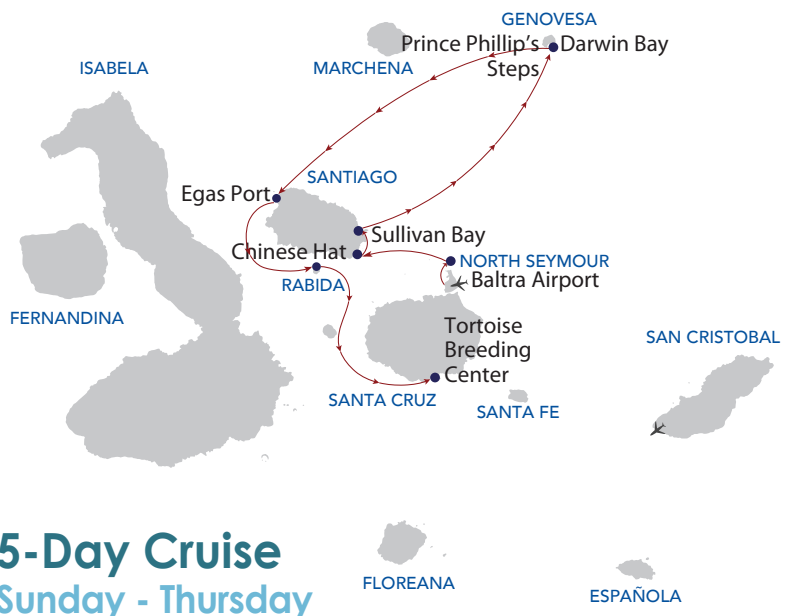 GENOVESA
Prince Phillip's
Steps
Darwin Bay
MARCHENA
ISABELA
SANTIAGO
Egas Port
Sullivan Bay
Chinese Hat
NORTH SEYMOUR
Baltra Airport
RABIDA
FERNANDINA
Tortoise
Breeding
Center
SAN CRISTOBAL
SANTA CRUZ
SANTA FE
5-Day Cruise
Sunday - Thursday
FLOREANA
ESPAÑOLA